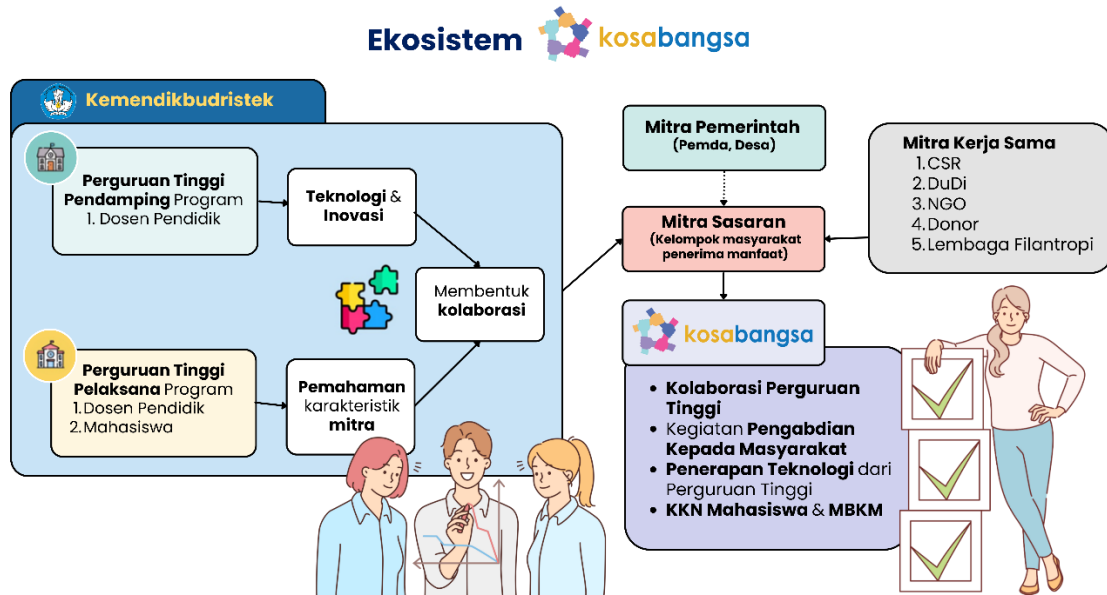 Ekosistem kosabangsa
Kemendikbudristek
Perguruan Tinggi
Pendamping Program
1. Dosen Pendidik
Teknologi &
Inovasi
Membentuk
kolaborasi
Perguruan Tinggi
Pelaksana Program
1. Dosen Pendidik
2. Mahasiswa
Pemahaman
karakteristik
mitra
Mitra Pemerintah
(Pemda, Desa)
Mitra Sasaran
(Kelompok masyarakat
penerima manfaat)
Mitra Kerja Sama
1. CSR
2. DuDi
3. NGO
4. Donor
5. Lembaga Filantropi
kosabangsa
• Kolaborasi Perguruan
Tinggi
• Kegiatan Pengabdian
Kepada Masyarakat
• Penerapan Teknologi dari
Perguruan Tinggi
• KKN Mahasiswa & MBKM